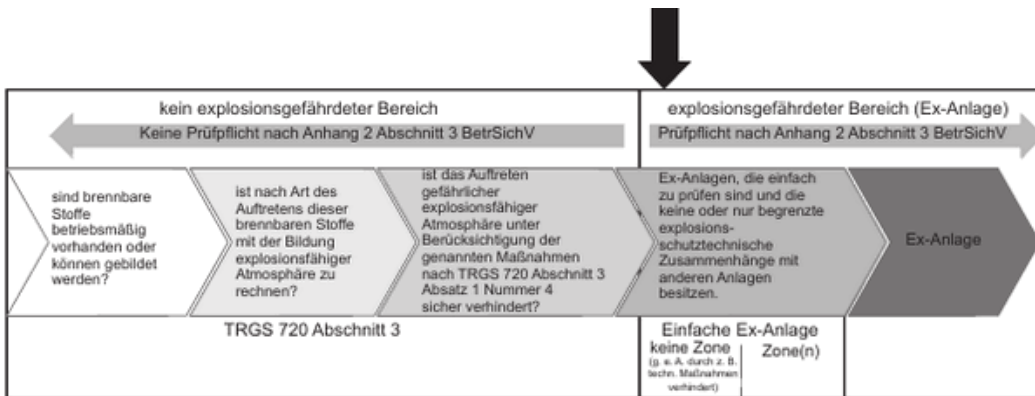 kein explosionsgefährdeter Bereich
Keine Prüfpflicht nach Anhang 2 Abschnitt 3 BetrSichV
explosionsgefährdeter Bereich (Ex-Anlage)
Prüfpflicht nach Anhang 2 Abschnitt 3 BetrSichV
sind brennbare
Stoffe
betriebsmäßig
vorhanden oder
können gebildet
werden?
ist nach Art des
Auftretens dieser
brennbaren Stoffe
mit der Bildung
explosionsfähiger
Atmosphäre zu
rechnen?
ist das Auftreten
gefährlicher
explosionsfähiger
Atmosphäre unter
Berücksichtigung der
genannten Maßnahmen
nach TRGS 720 Abschnitt 3
Absatz 1 Nummer 4
sicher verhindert?
Ex-Anlagen, die einfach
zu prüfen sind und die
keine oder nur begrenzte
explosions-
schutztechnische
Zusammenhänge mit
anderen Anlagen
besitzen.
Ex-Anlage
TRGS 720 Abschnitt 3
Einfache Ex-Anlage
keine Zone
(g. e. A. durch z. B.
techn. Maßnahmen
verhindert)
Zone(n)